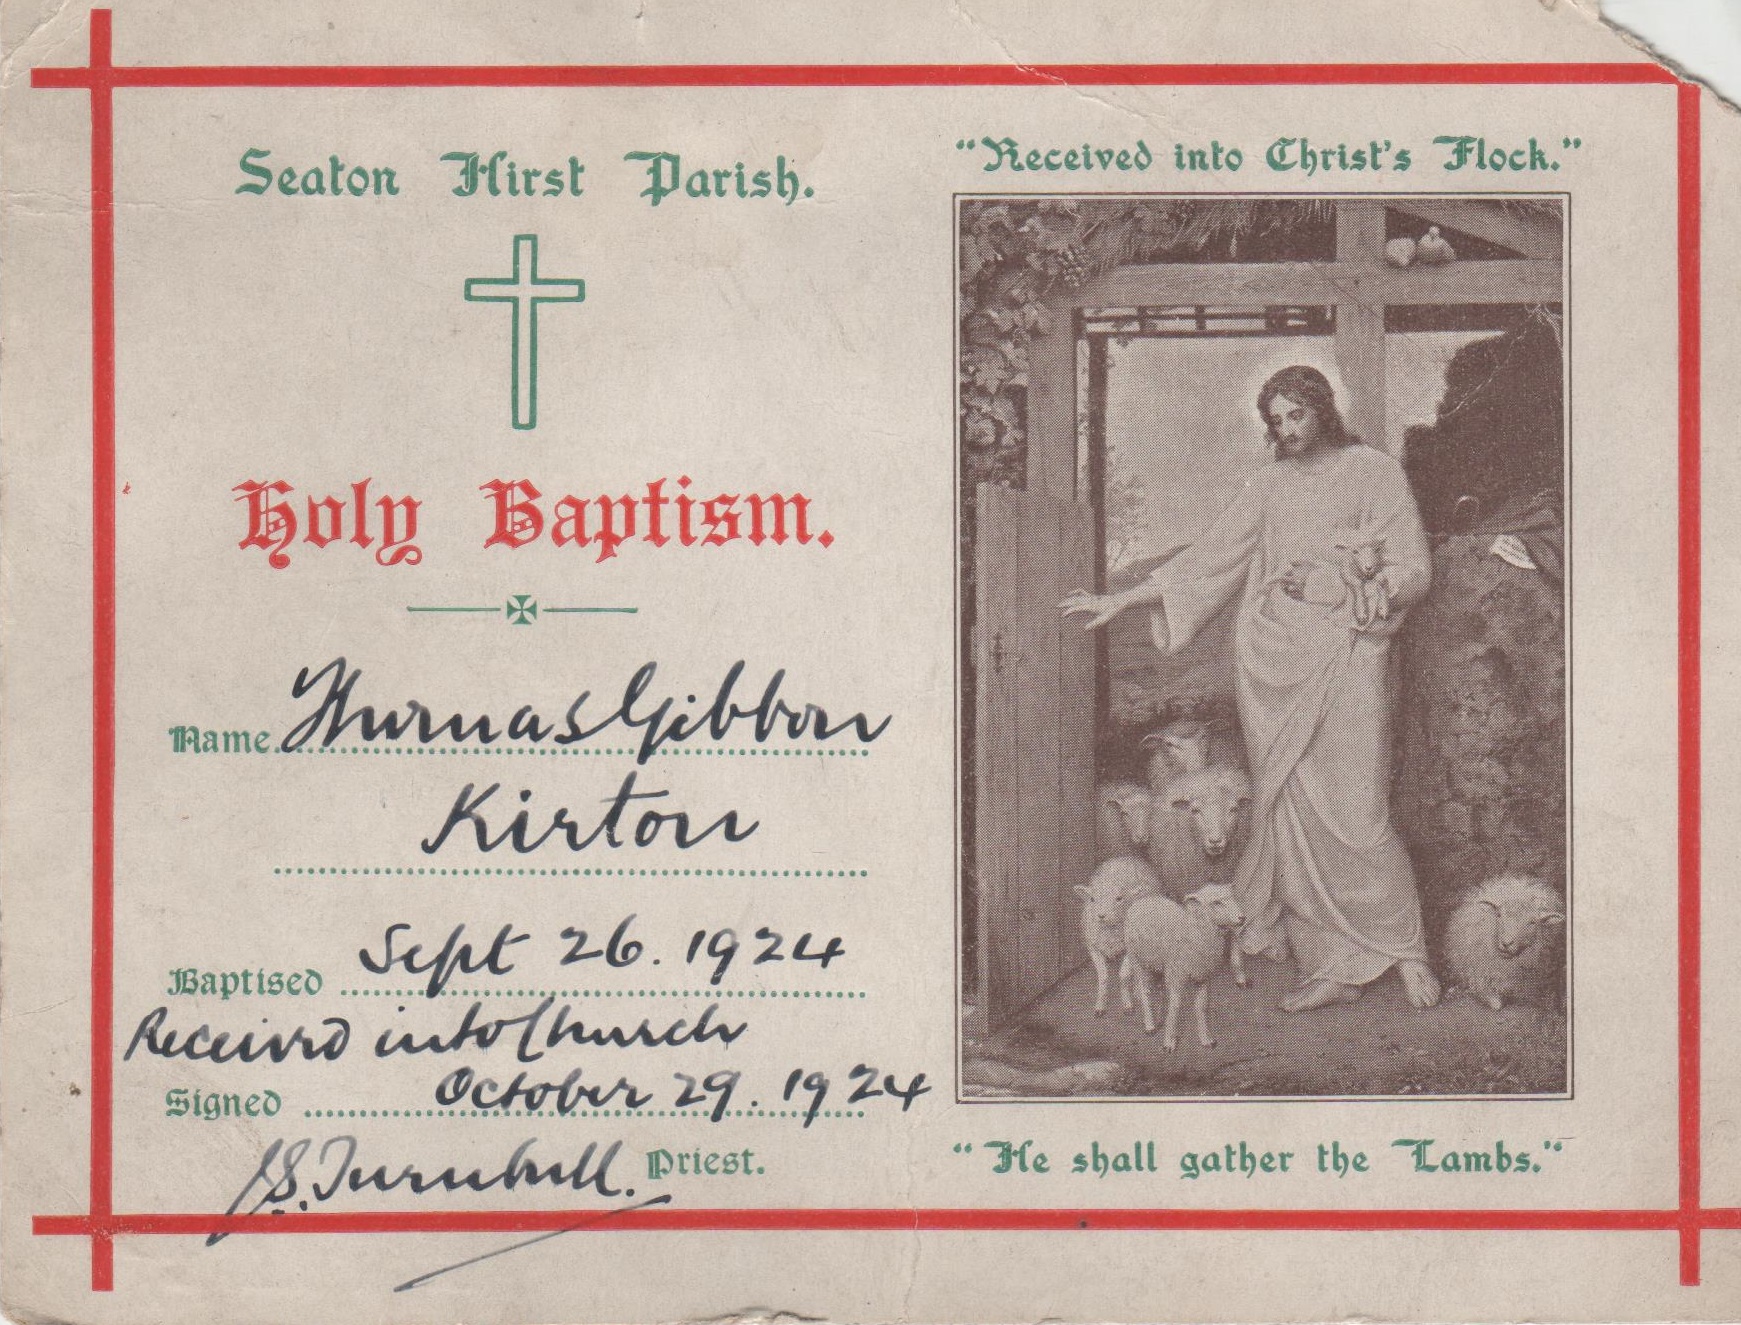 Seaton Hirst Parish.
Holy Baptism.
Name Thomas Gibbon
Kirton
Baptised Sept 26. 1924
Received into Church
Signed October 29. 1924
J.S. Turnbull. Priest.
"Received into Christ's Flock."
"He shall gather the Lambs."